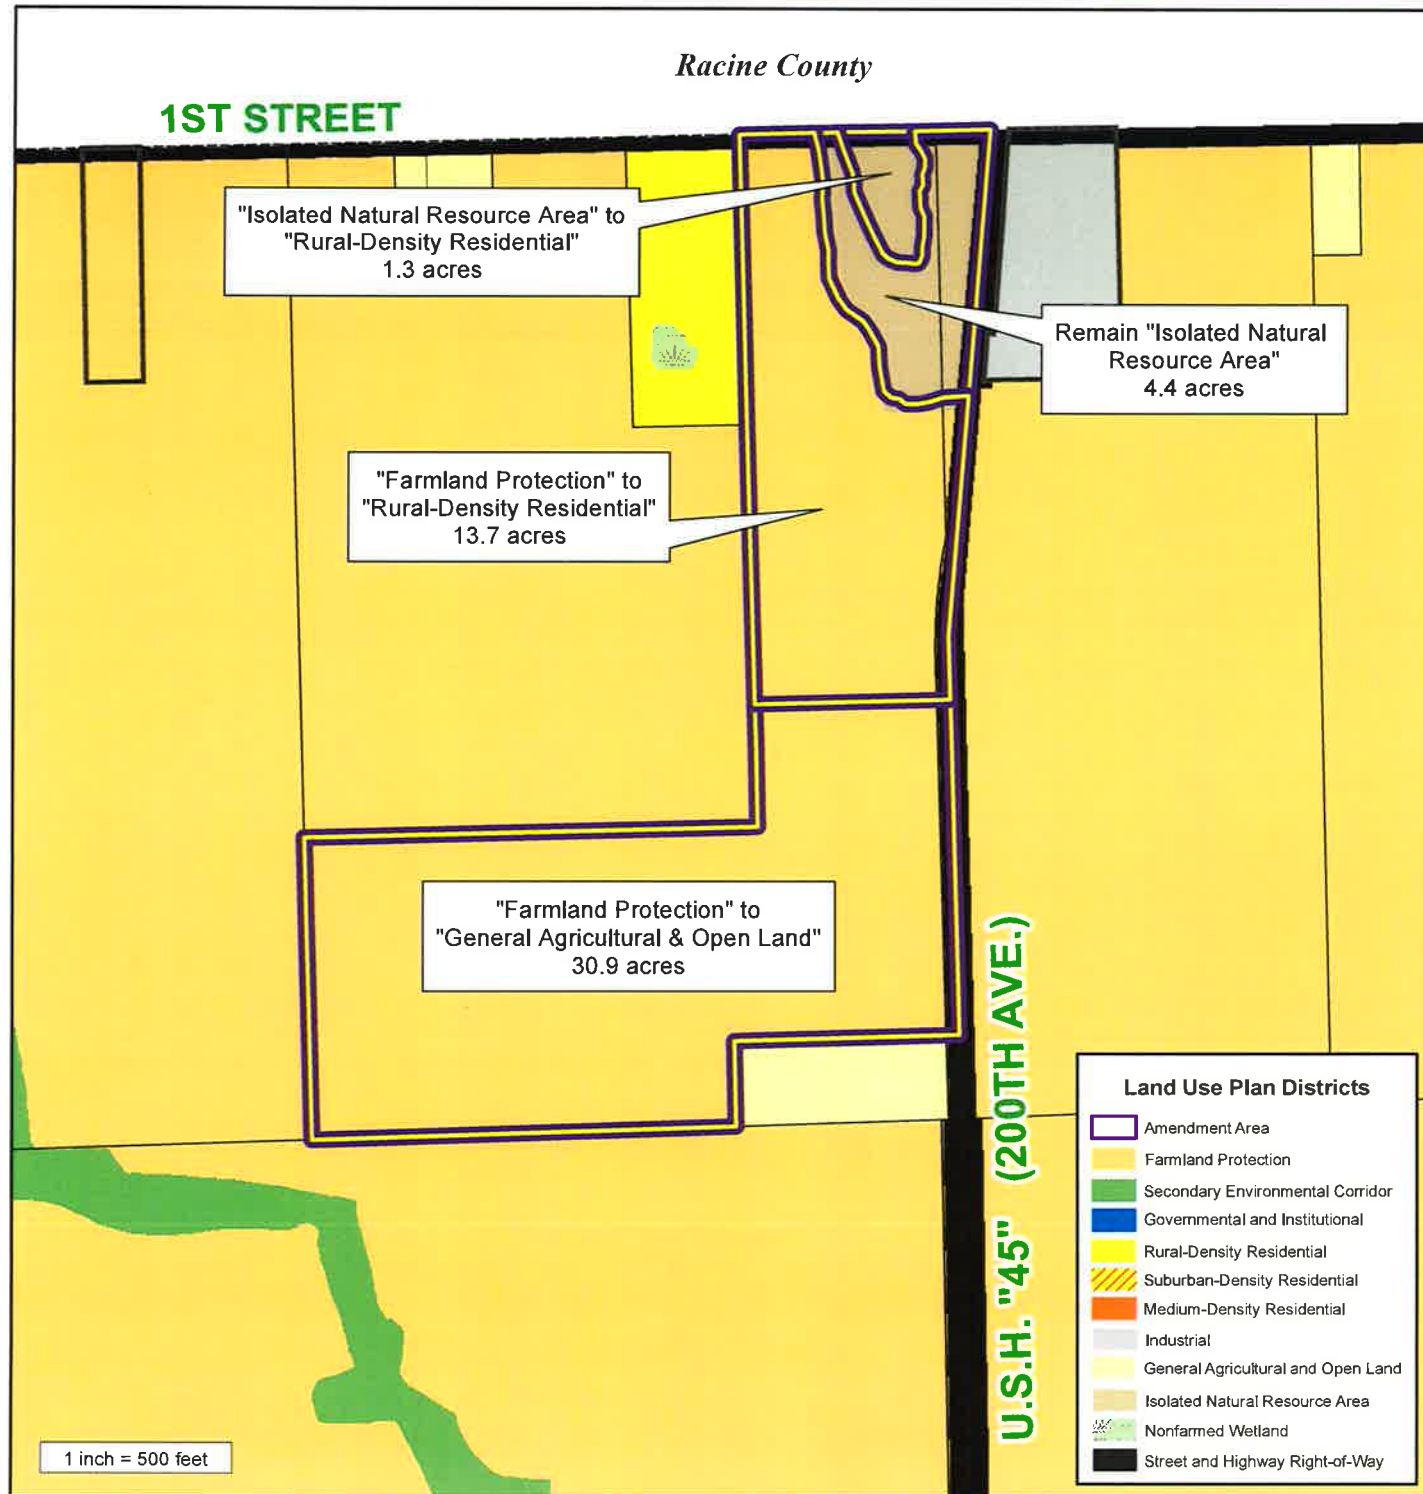 Racine County
1ST STREET
"Isolated Natural Resource Area" to
"Rural-Density Residential"
1.3 acres
Remain "Isolated Natural
Resource Area"
4.4 acres
"Farmland Protection" to
"Rural-Density Residential"
13.7 acres
"Farmland Protection" to
"General Agricultural & Open Land"
30.9 acres
U.S.H. "45" (200TH AVE.)
Land Use Plan Districts
Amendment Area
Farmland Protection
Secondary Environmental Corridor
Governmental and Institutional
Rural-Density Residential
Suburban-Density Residential
Medium-Density Residential
Industrial
General Agricultural and Open Land
Isolated Natural Resource Area
Nonfarmed Wetland
Street and Highway Right-of-Way
1 inch = 500 feet